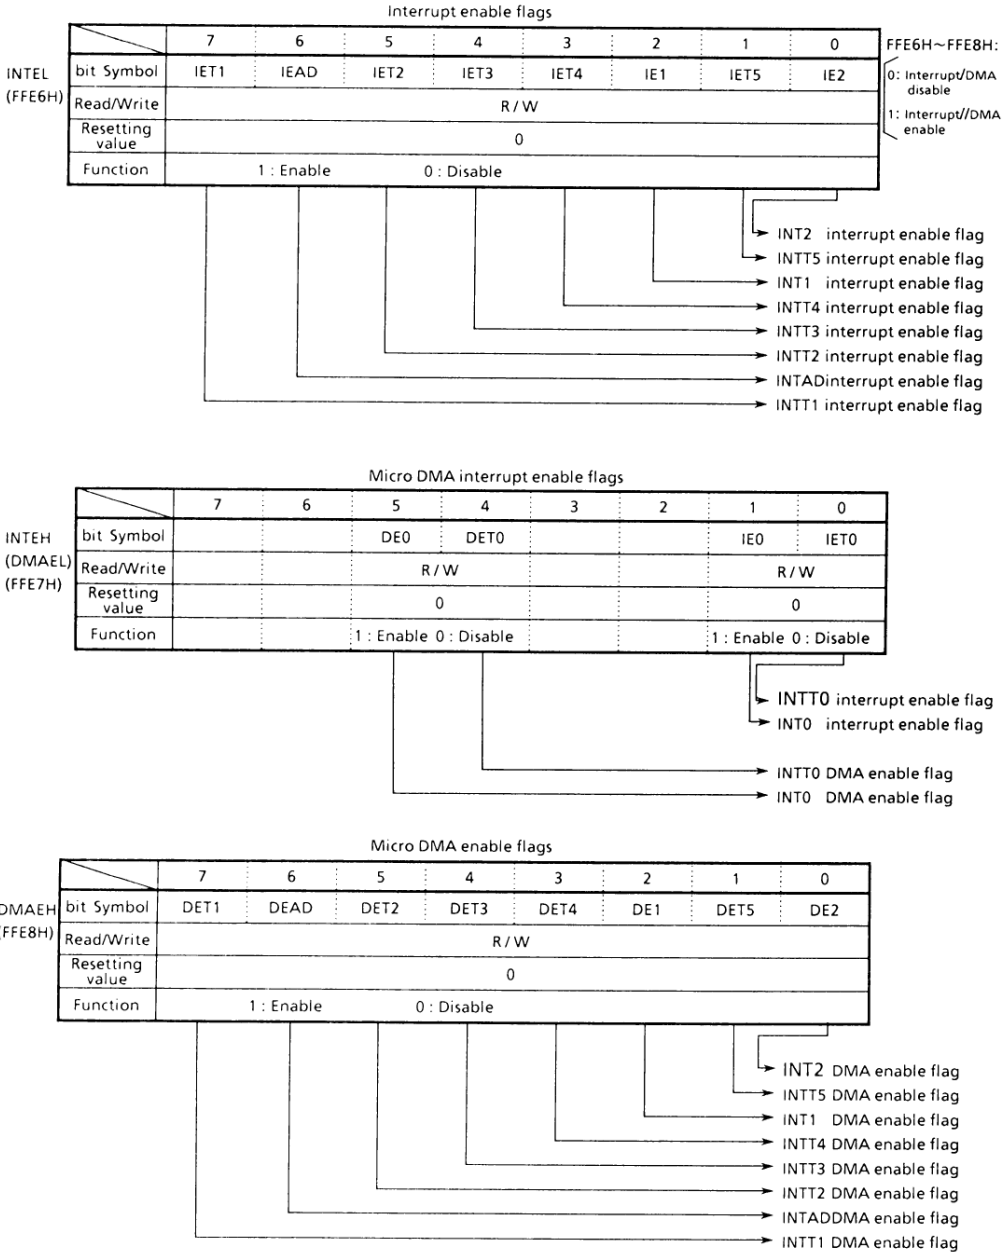 Interrupt enable flags
7 6 5 4 3 2 1 0 FFE6H~FFE8H:
INTEL bit Symbol IET1 IEAD IET2 IET3 IET4 IE1 IET5 IE2 0: Interrupt/DMA
disable
(FFE6H) Read/Write R/W
1: Interrupt//DMA
enable
Resetting
value 0
Function 1 : Enable 0 : Disable
INT2 interrupt enable flag
INTT5 interrupt enable flag
INT1 interrupt enable flag
INTT4 interrupt enable flag
INTT3 interrupt enable flag
INTT2 interrupt enable flag
INTADinterrupt enable flag
INTT1 interrupt enable flag
Micro DMA interrupt enable flags
7 6 5 4 3 2 1 0
INTEH bit Symbol DE0 DET0 IE0 IET0
(DMAEL) Read/Write R/W R/W
(FFE7H) Resetting
value 0 0
Function 1 : Enable 0 : Disable 1 : Enable 0 : Disable
INTT0 interrupt enable flag
INT0 interrupt enable flag
INTT0 DMA enable flag
INT0 DMA enable flag
Micro DMA enable flags
7 6 5 4 3 2 1 0
DMAEH bit Symbol DET1 DEAD DET2 DET3 DET4 DE1 DET5 DE2
(FFE8H) Read/Write R/W
Resetting
value 0
Function 1 : Enable 0 : Disable
INT2 DMA enable flag
INTT5 DMA enable flag
INT1 DMA enable flag
INTT4 DMA enable flag
INTT3 DMA enable flag
INTT2 DMA enable flag
INTADDMA enable flag
INTT1 DMA enable flag